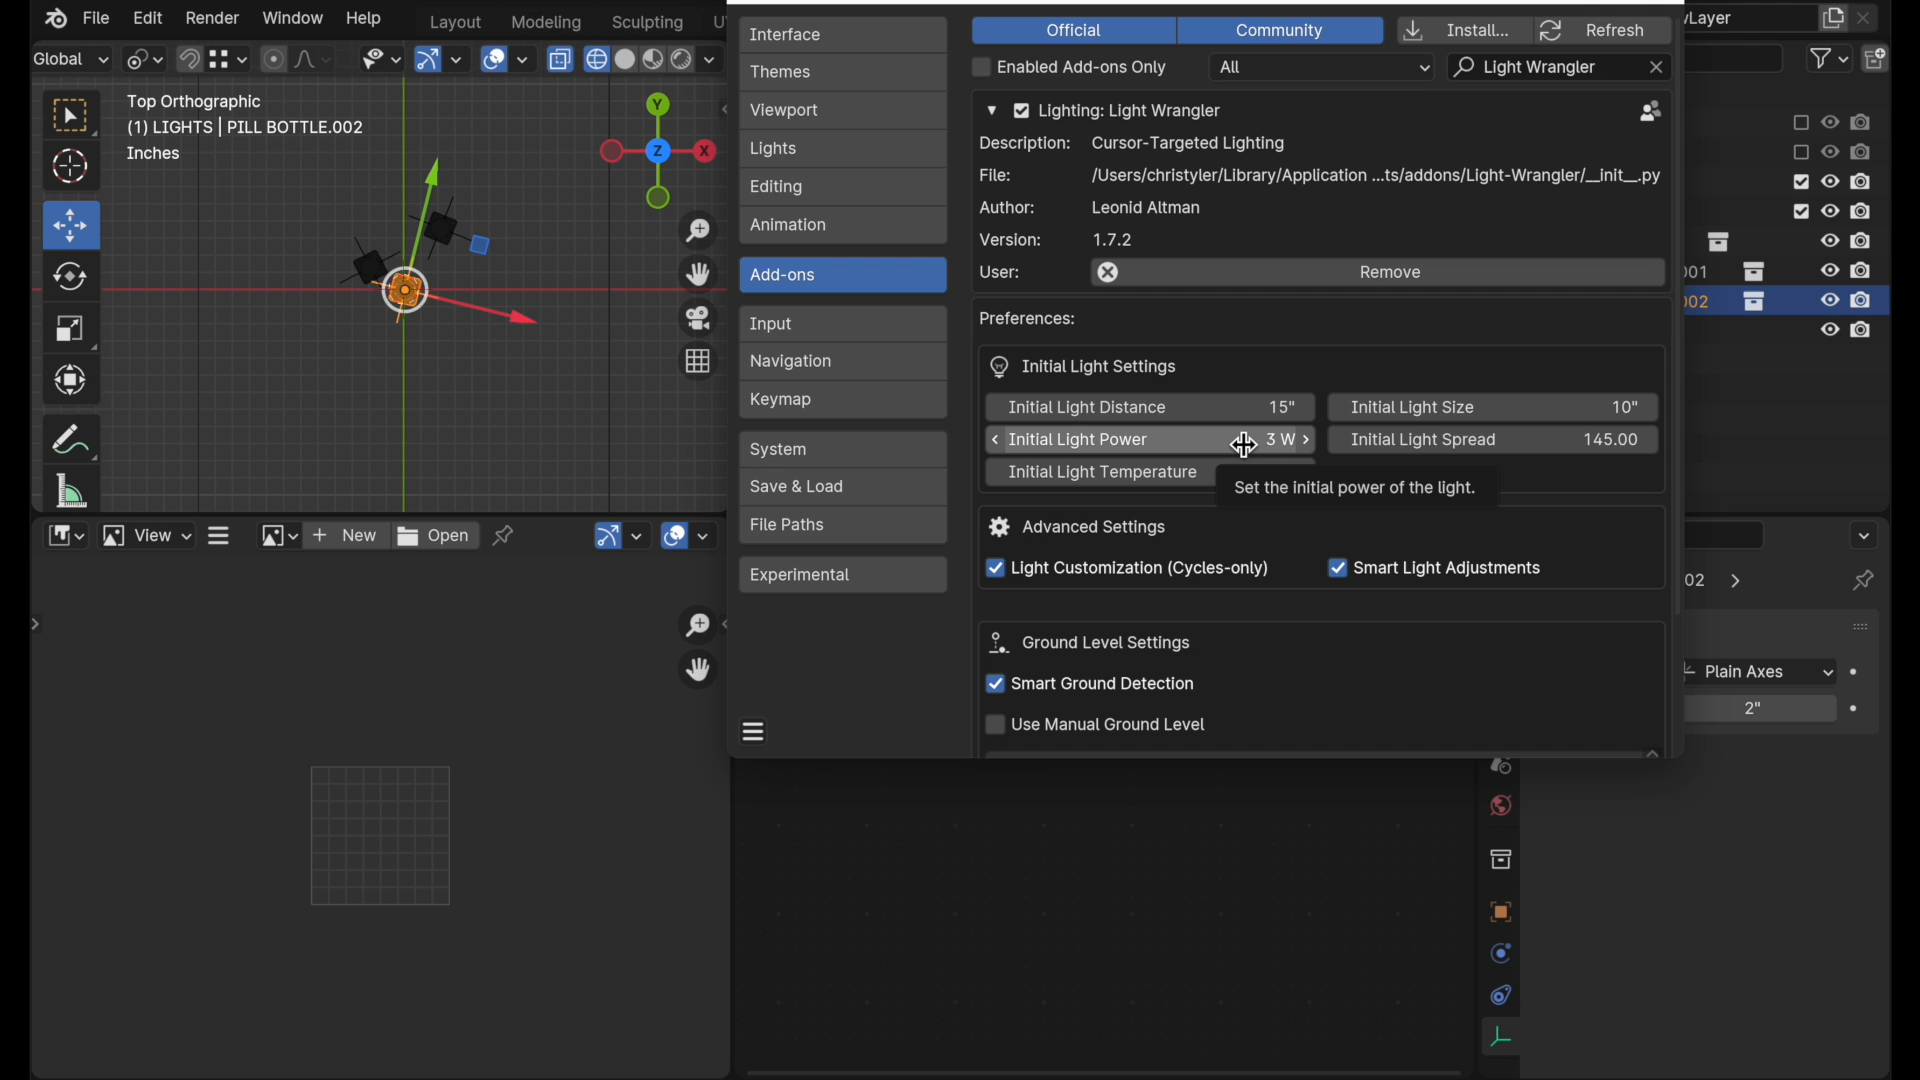 File Edit Render Window Help
Layout Modeling Sculpting
Global
Top Orthographic
(1) LIGHTS | PILL BOTTLE.002
Inches
Y
X
Z
View
New
Open
Interface
Themes
Viewport
Lights
Editing
Animation
Add-ons
Input
Navigation
Keymap
System
Save & Load
File Paths
Experimental
Official
Community
Install...
Refresh
Enabled Add-ons Only
All
Light Wrangler
Lighting: Light Wrangler
Description: Cursor-Targeted Lighting
File: /Users/christyler/Library/Application ...ts/addons/Light-Wrangler/__init__.py
Author: Leonid Altman
Version: 1.7.2
User: Remove
Preferences:
Initial Light Settings
Initial Light Distance 15"
Initial Light Size 10"
Initial Light Power 3 W
Initial Light Spread 145.00
Initial Light Temperature
Set the initial power of the light.
Advanced Settings
Light Customization (Cycles-only)
Smart Light Adjustments
Ground Level Settings
Smart Ground Detection
Use Manual Ground Level
Layer
001
002
02
Plain Axes
2"